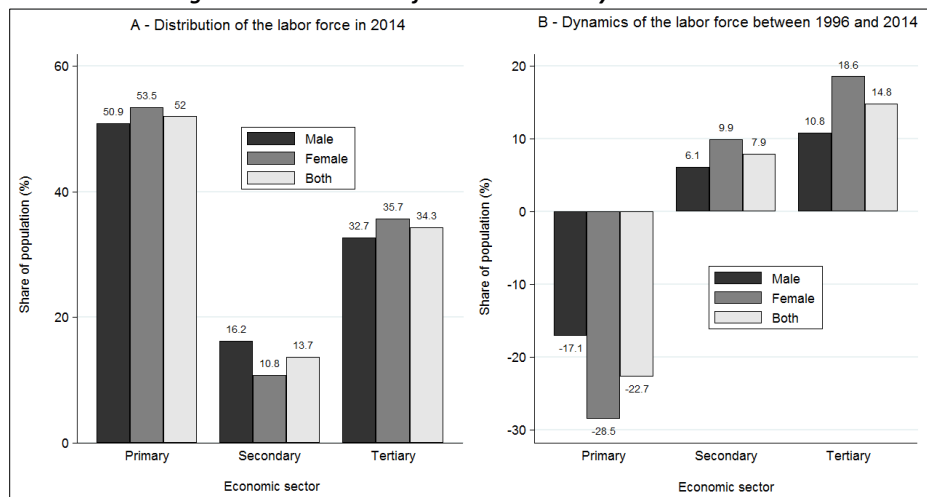 A - Distribution of the labor force in 2014
60
40
20
0
Share of population (%)
50.9
53.5
52
16.2
10.8
13.7
32.7
35.7
34.3
Male
Female
Both
Primary
Secondary
Tertiary
Economic sector
B - Dynamics of the labor force between 1996 and 2014
20
10
0
-10
-20
-30
Share of population (%)
-17.1
-28.5
-22.7
6.1
9.9
7.9
10.8
18.6
14.8
Male
Female
Both
Primary
Secondary
Tertiary
Economic sector